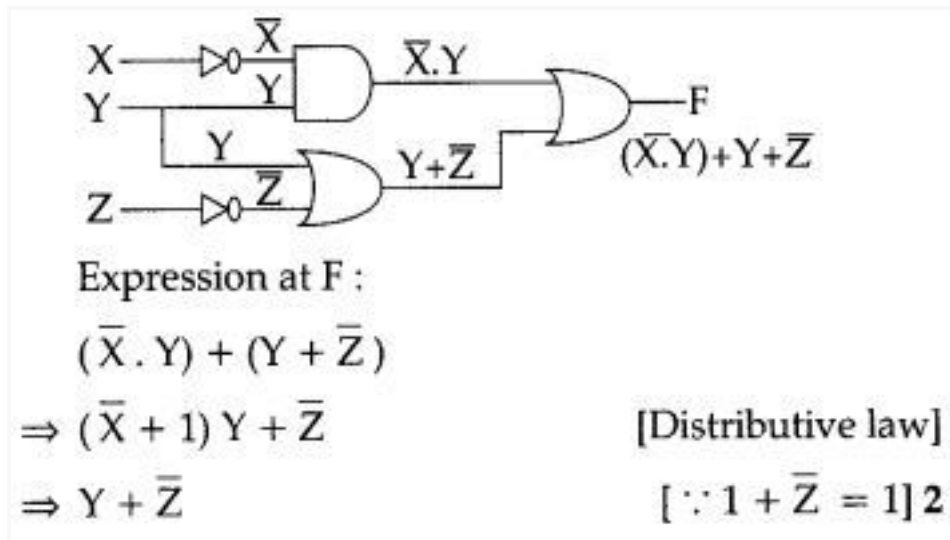 X
X̅
X̅.Y
Y
Y
F
Y
Y+Z̅
(X̅.Y)+Y+Z̅
Z
Z̅
Expression at F :
(X̅ . Y) + (Y + Z̅ )
⇒ (X̅ + 1) Y + Z̅ [Distributive law]
⇒ Y + Z̅ [ ∵ 1 + Z̅ = 1] 2